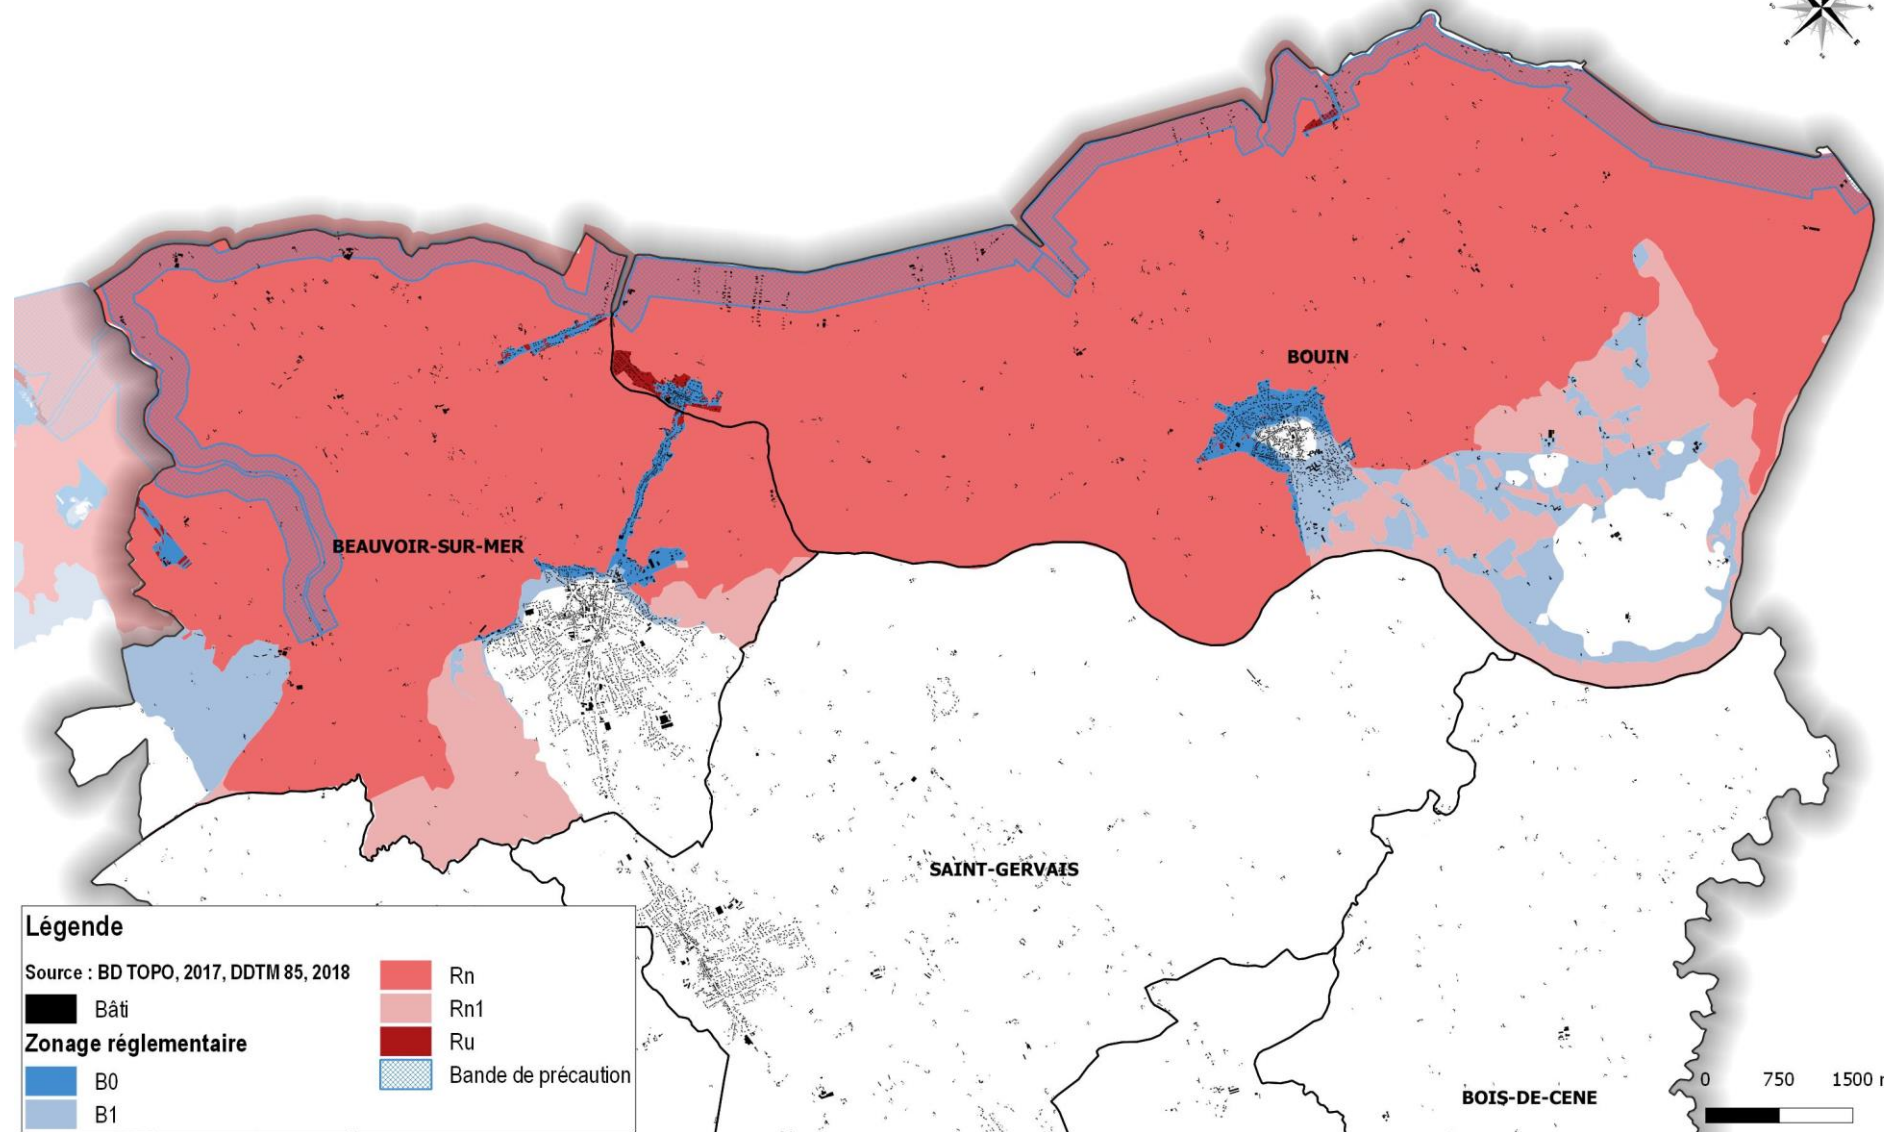 BOUIN
BEAUVOIR-SUR-MER
SAINT-GERVAIS
BOIS-DE-CENE
Légende
Source : BD TOPO, 2017, DDTM 85, 2018
Bâti
Zonage réglementaire
B0
B1
Rn
Rn1
Ru
Bande de précaution
0 750 1500 m